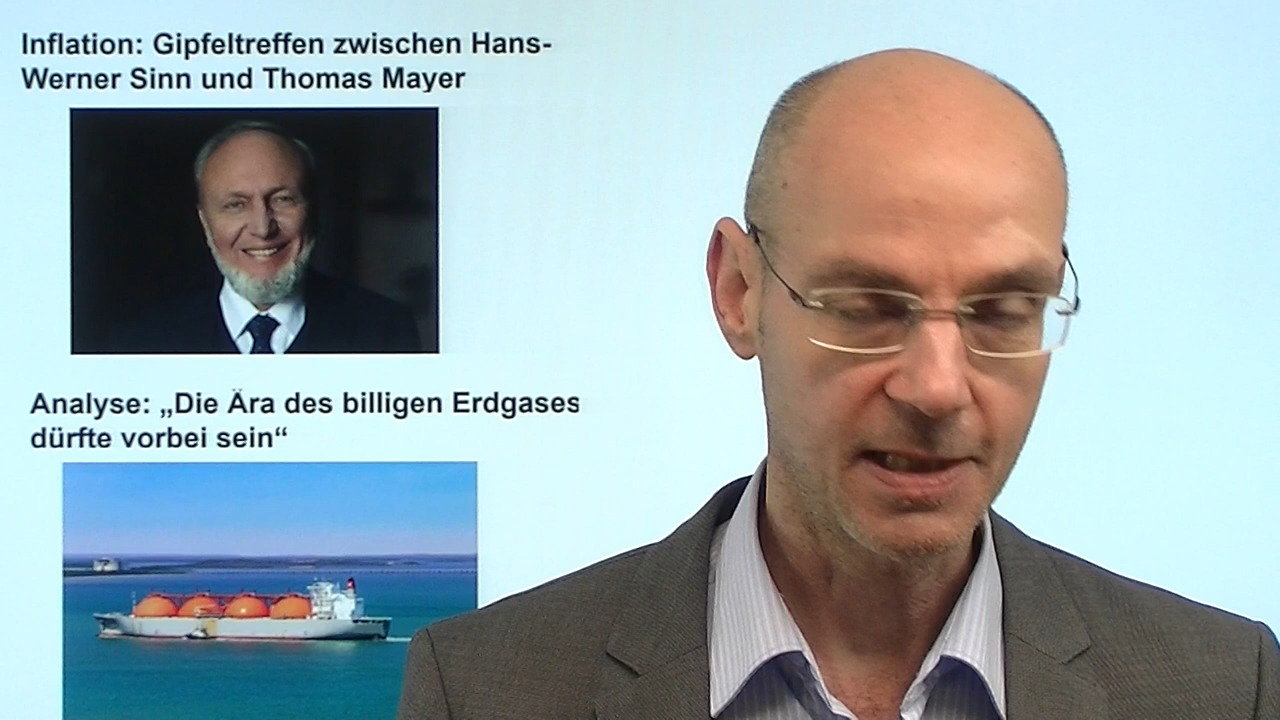 Inflation: Gipfeltreffen zwischen Hans-
Werner Sinn und Thomas Mayer
Analyse: „Die Ära des billigen Erdgases
dürfte vorbei sein“